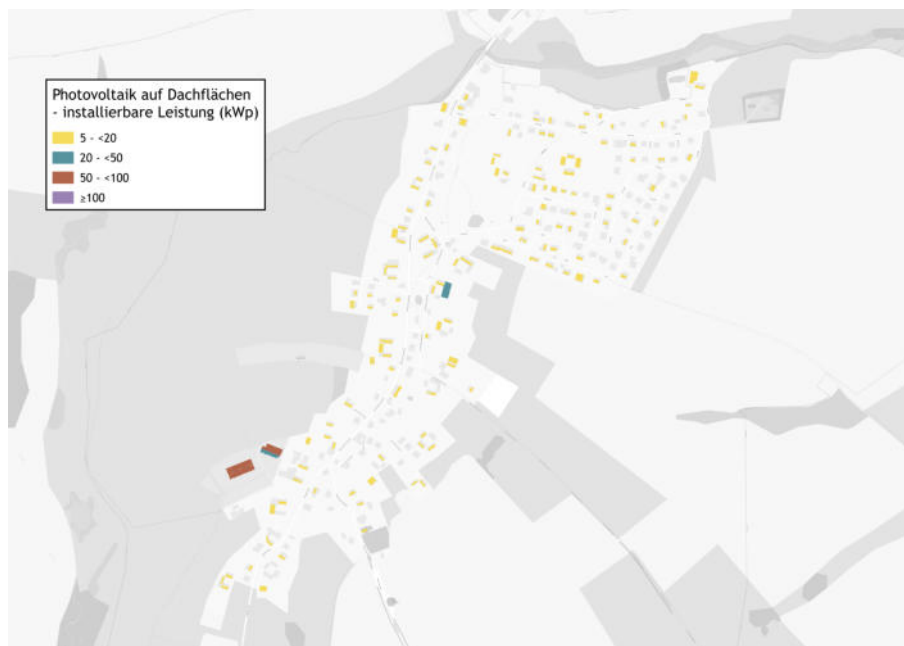 Photovoltaik auf Dachflächen
- installierbare Leistung (kWp)
5 - <20
20 - <50
50 - <100
≥100